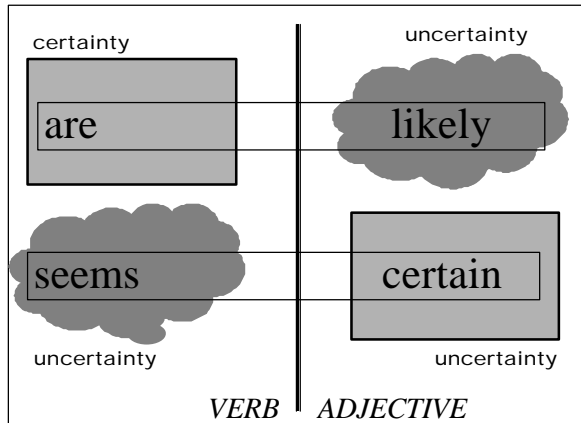 certainty uncertainty
are likely
seems certain
uncertainty uncertainty
VERB ADJECTIVE